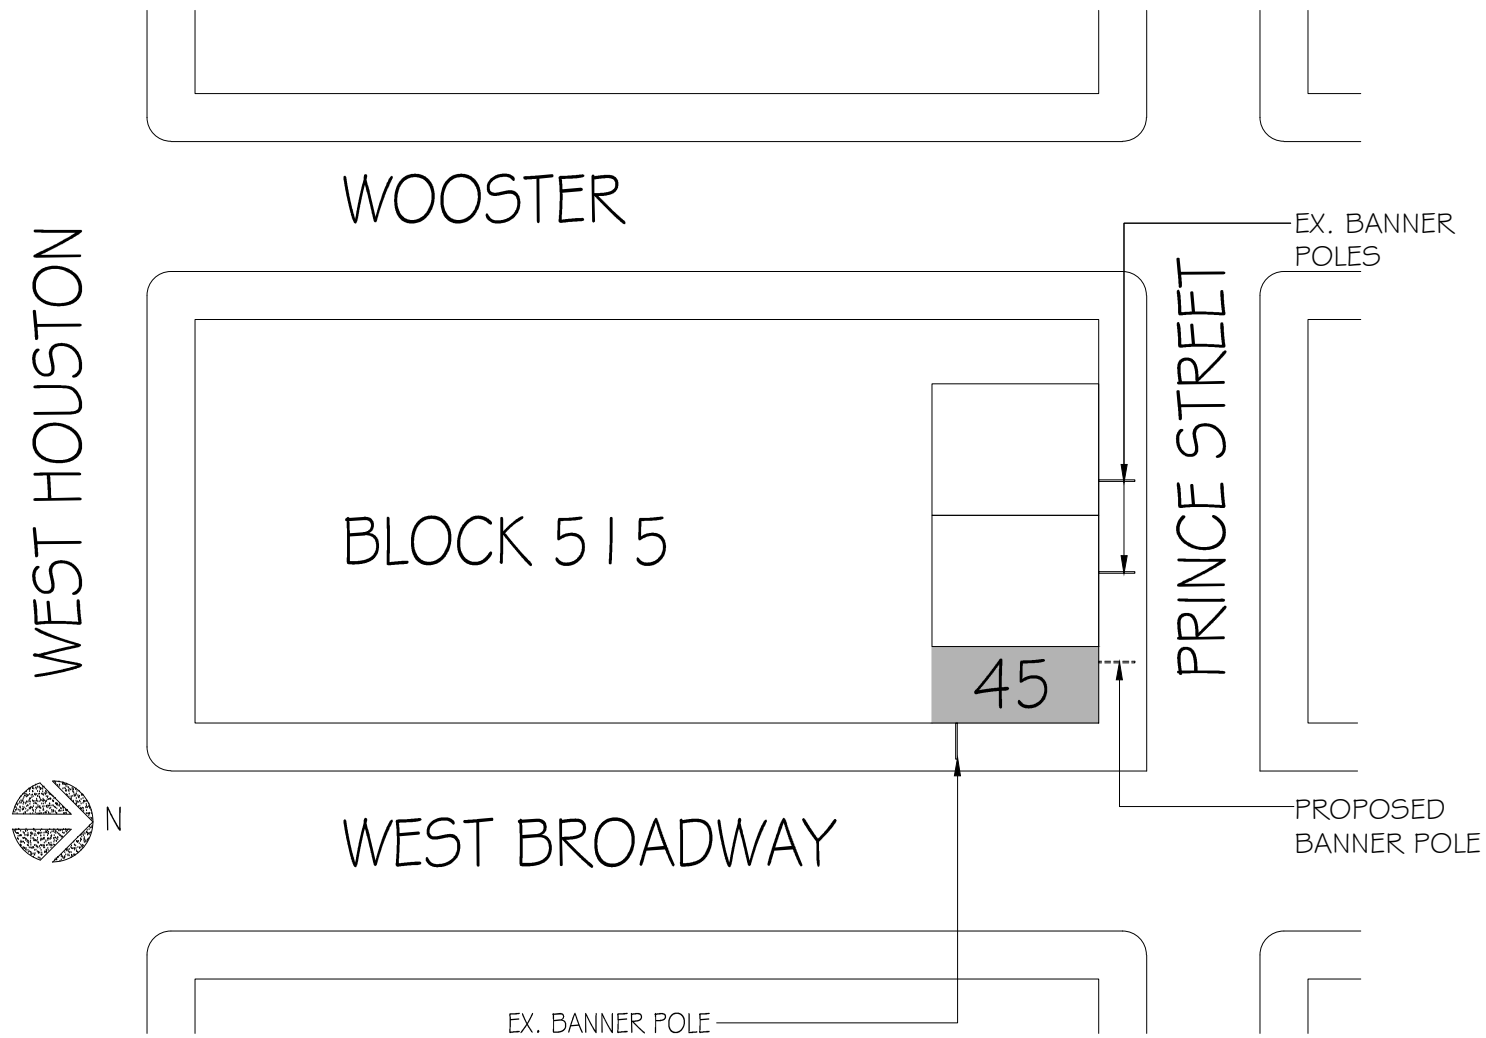 WOOSTER
EX. BANNER
POLES
WEST HOUSTON
PRINCE STREET
BLOCK 515
45
N
WEST BROADWAY
PROPOSED
BANNER POLE
EX. BANNER POLE